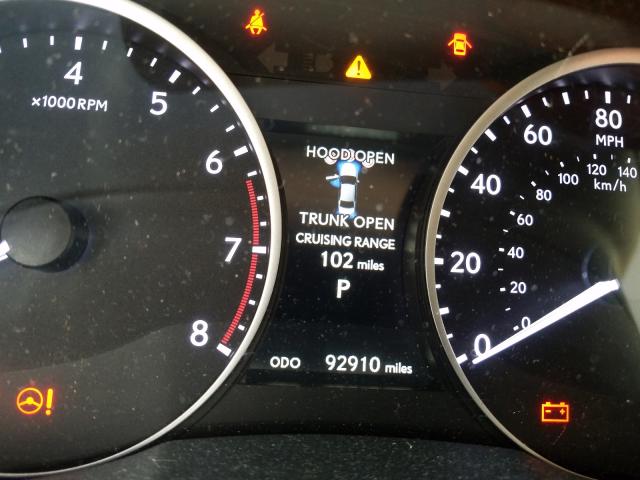 4
5
×1000RPM
6
7
8
HOOD OPEN
TRUNK OPEN
CRUISING RANGE
102 miles
P
ODO 92910 miles
80
MPH
60
40
20
0
120 140
100 km/h
80
60
40
20
0
!
!